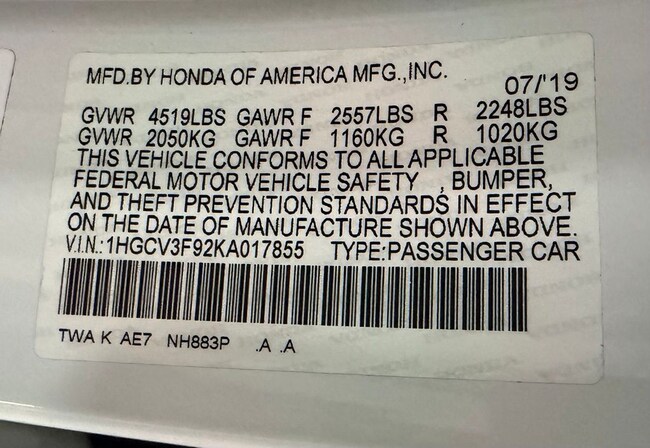 MFD.BY HONDA OF AMERICA MFG.,INC. 07/'19
GVWR 4519LBS GAWR F 2557LBS R 2248LBS
GVWR 2050KG GAWR F 1160KG R 1020KG
THIS VEHICLE CONFORMS TO ALL APPLICABLE
FEDERAL MOTOR VEHICLE SAFETY , BUMPER,
AND THEFT PREVENTION STANDARDS IN EFFECT
ON THE DATE OF MANUFACTURE SHOWN ABOVE.
V.I.N.:1HGCV3F92KA017855 TYPE:PASSENGER CAR
TWA K AE7 NH883P .A .A